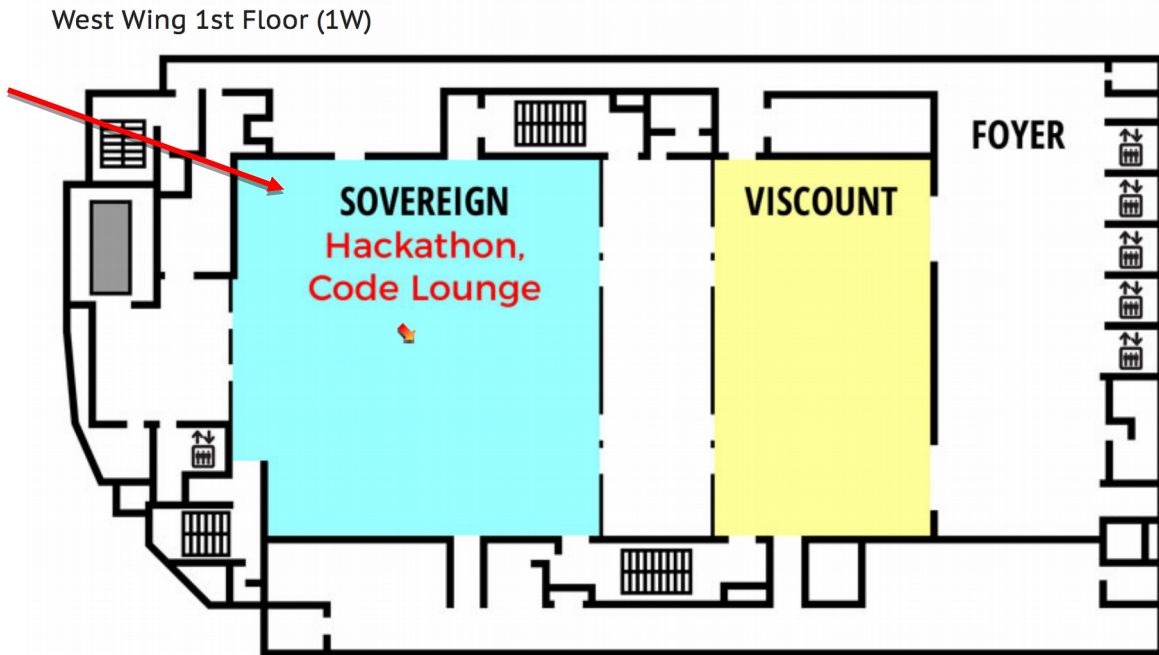 West Wing 1st Floor (1W)
FOYER
SOVEREIGN
VISCOUNT
Hackathon,
Code Lounge